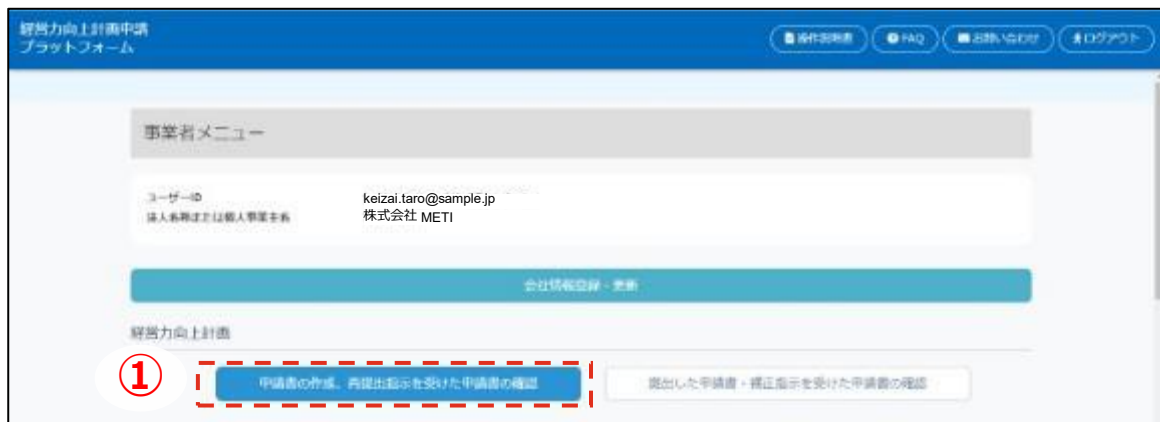 経営力向上計画申請
プラットフォーム
操作説明書
FAQ
お問い合わせ
ログアウト
事業者メニュー
ユーザーID
keizai.taro@sample.jp
法人名称または個人事業主名
株式会社 METI
会社情報登録・更新
経営力向上計画
①
申請書の作成、再提出指示を受けた申請書の確認
提出した申請書・補正指示を受けた申請書の確認